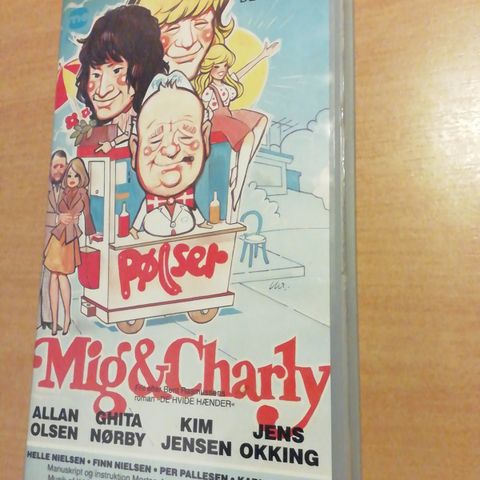 pølser
Mig & Charly
Frit efter Bent Rasmussens
roman »DE HVIDE HÆNDER«
ALLAN OLSEN
GHITA NØRBY
KIM JENSEN
JENS OKKING
HELLE NIELSEN • FINN NIELSEN • PER PALLESEN •
Manuskript og instruktion